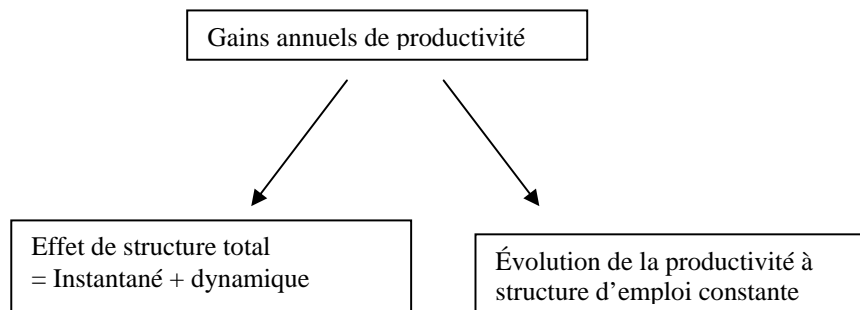 Gains annuels de productivité
Effet de structure total
= Instantané + dynamique
Évolution de la productivité à
structure d’emploi constante